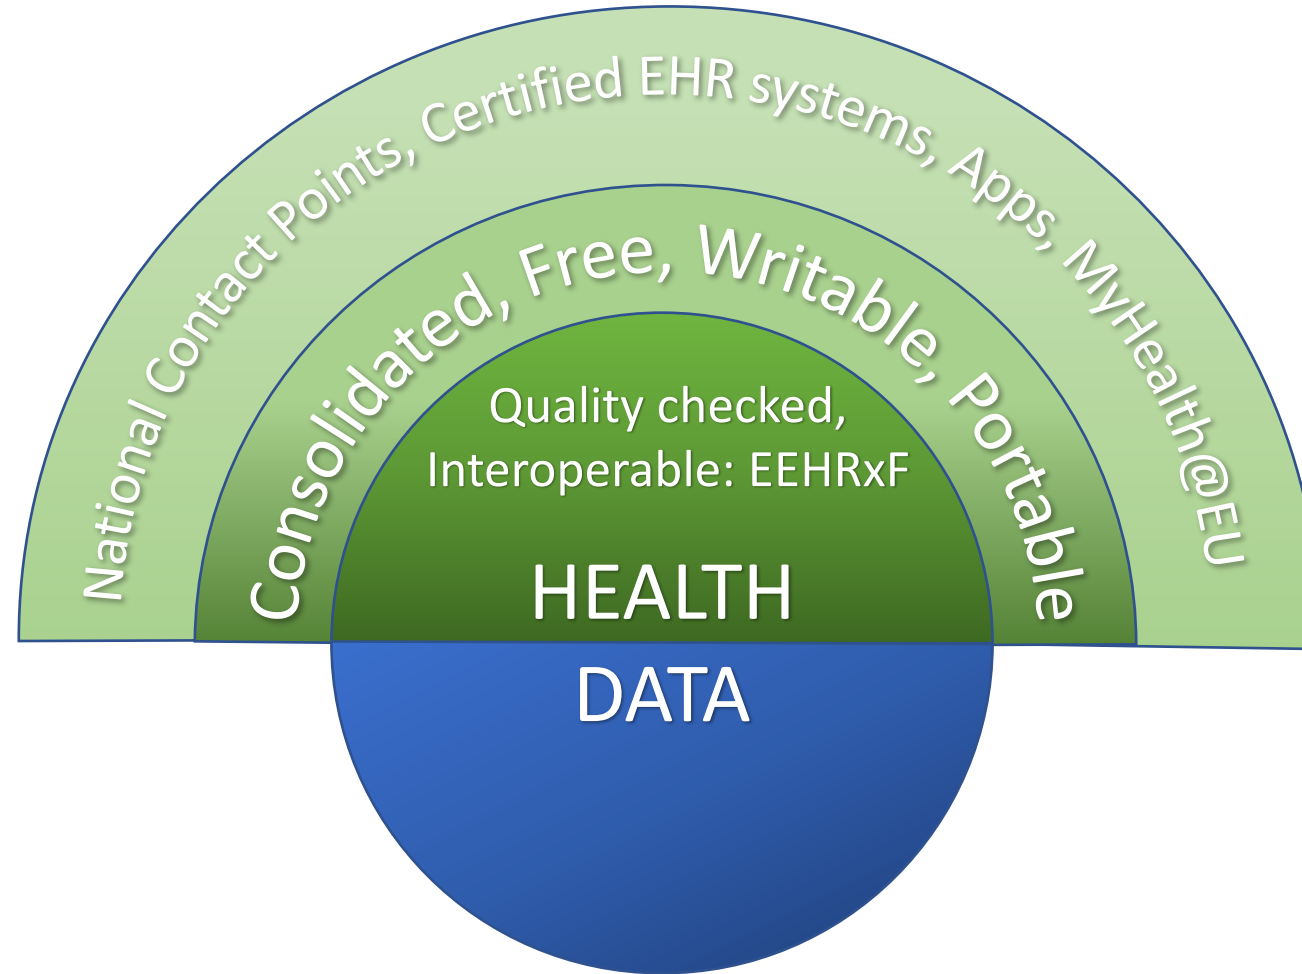 National Contact Points, Certified EHR systems, Apps, MyHealth@EU
Consolidated, Free, Writable, Portable
Quality checked,
Interoperable: EEHRxF
HEALTH
DATA